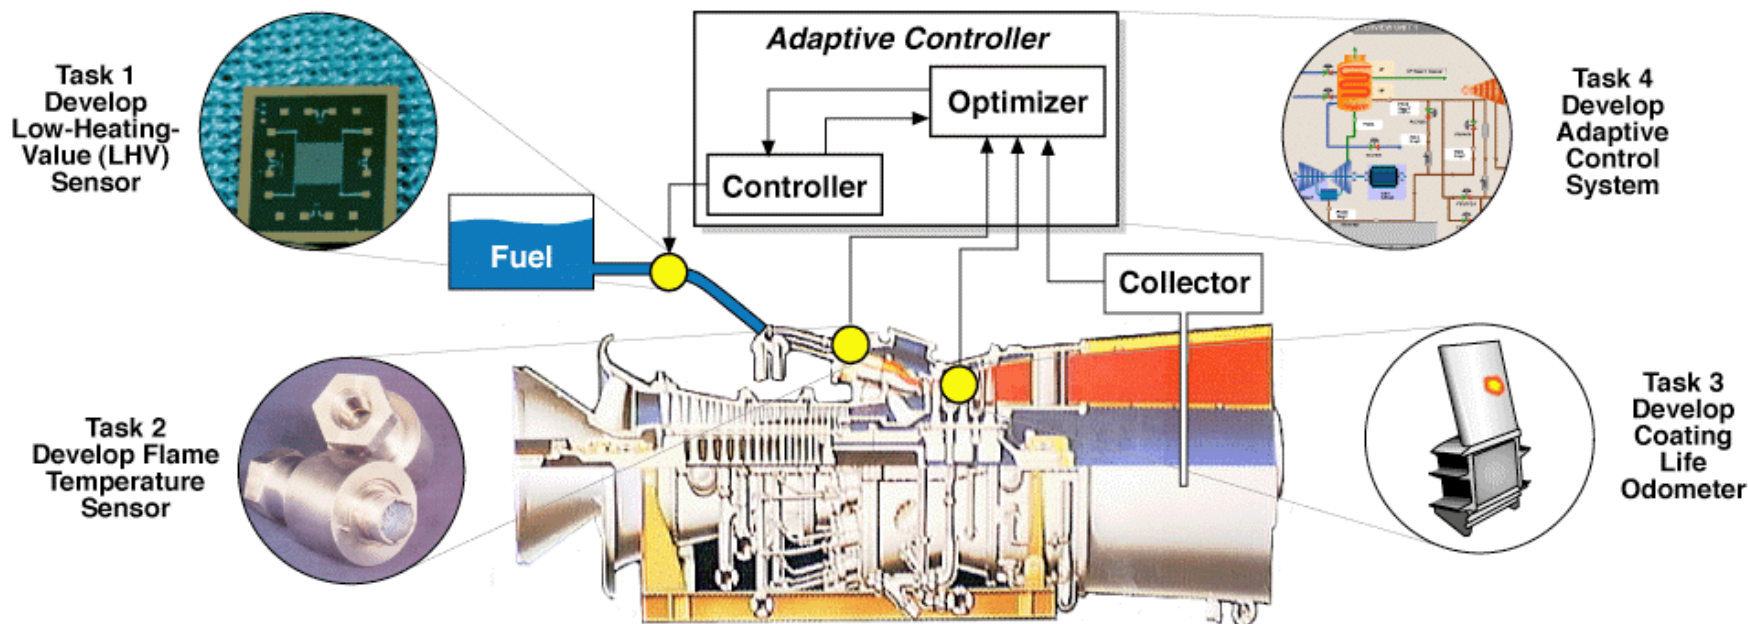 Task 1
Develop
Low-Heating-
Value (LHV)
Sensor
Adaptive Controller
Optimizer
Controller
Task 4
Develop
Adaptive
Control
System
Fuel
Collector
Task 2
Develop Flame
Temperature
Sensor
Task 3
Develop
Coating
Life
Odometer